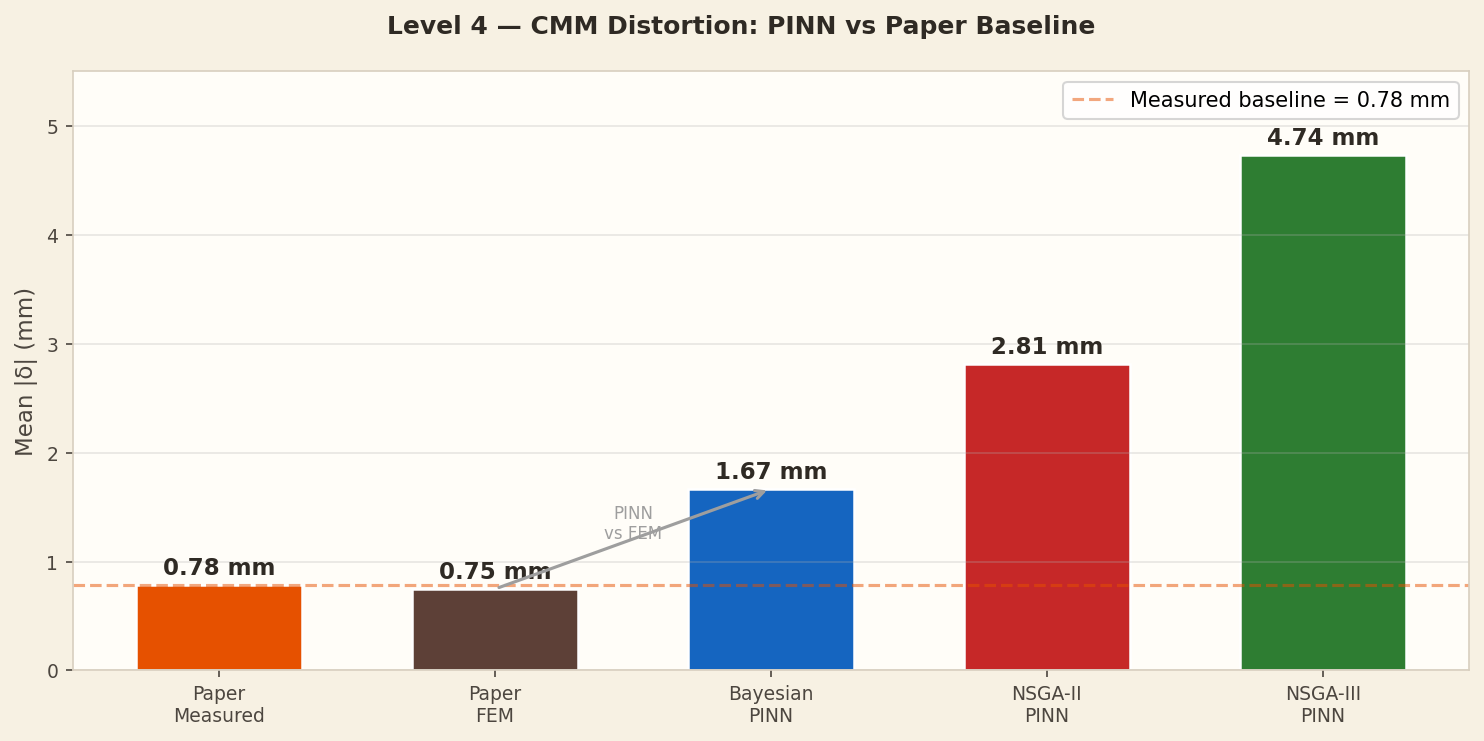 Level 4 — CMM Distortion: PINN vs Paper Baseline
Measured baseline = 0.78 mm
Mean |δ| (mm)
5
4
3
2
1
0
0.78 mm
0.75 mm
1.67 mm
2.81 mm
4.74 mm
PINN
vs FEM
Paper
Measured
Paper
FEM
Bayesian
PINN
NSGA-II
PINN
NSGA-III
PINN